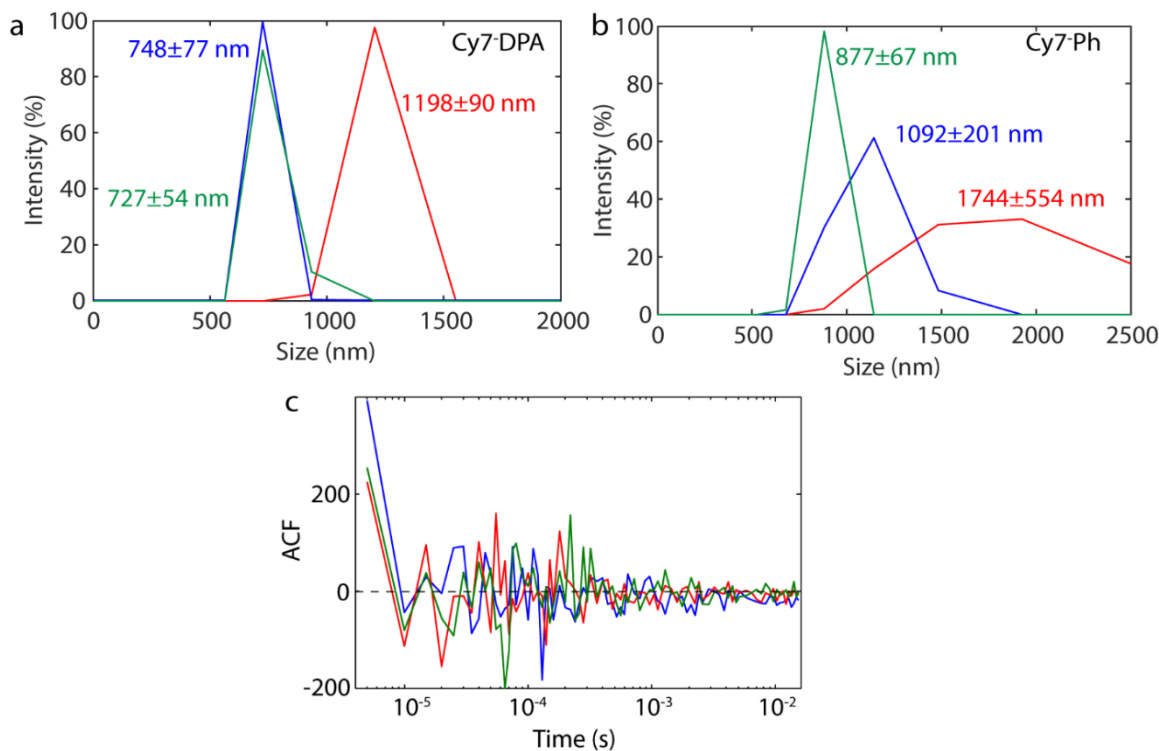 a
b
Cy7-DPA
Cy7-Ph
748±77 nm
1198±90 nm
727±54 nm
877±67 nm
1092±201 nm
1744±554 nm
Intensity (%)
100
80
60
40
20
0
0 500 1000 1500 2000
Size (nm)
Intensity (%)
100
80
60
40
20
0
0 500 1000 1500 2000 2500
Size (nm)
c
ACF
200
0
-200
10⁻⁵ 10⁻⁴ 10⁻³ 10⁻²
Time (s)